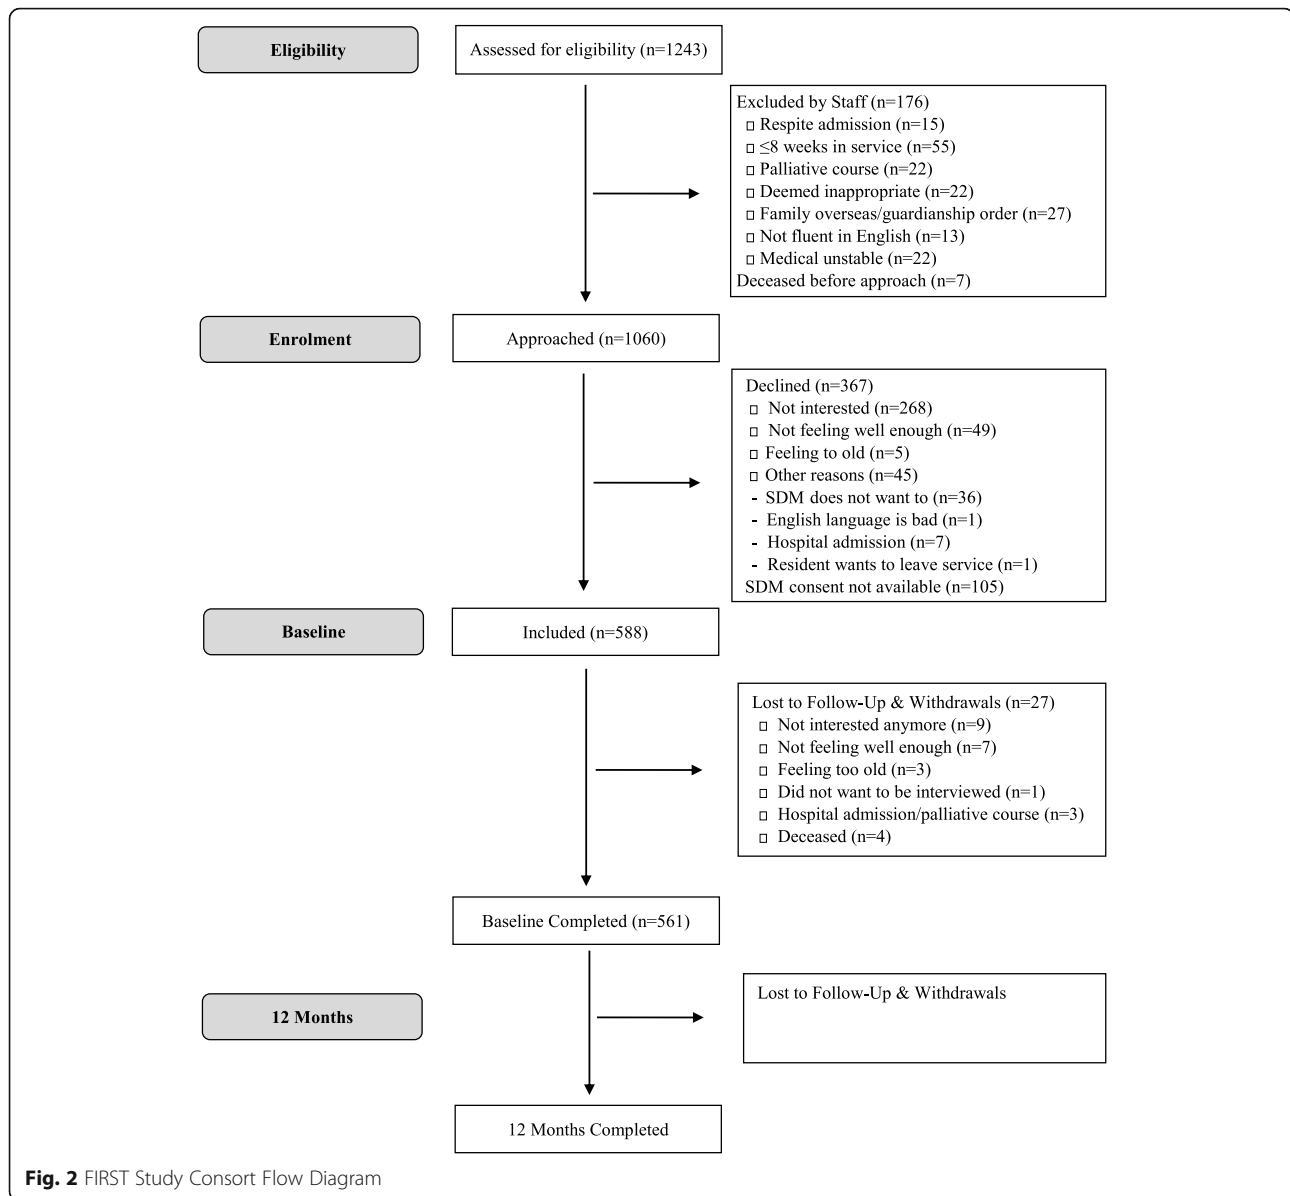 Eligibility
Assessed for eligibility (n=1243)
Excluded by Staff (n=176)
□ Respite admission (n=15)
□ ≤8 weeks in service (n=55)
□ Palliative course (n=22)
□ Deemed inappropriate (n=22)
□ Family overseas/guardianship order (n=27)
□ Not fluent in English (n=13)
□ Medical unstable (n=22)
Deceased before approach (n=7)
Enrolment
Approached (n=1060)
Declined (n=367)
□ Not interested (n=268)
□ Not feeling well enough (n=49)
□ Feeling to old (n=5)
□ Other reasons (n=45)
- SDM does not want to (n=36)
- English language is bad (n=1)
- Hospital admission (n=7)
- Resident wants to leave service (n=1)
SDM consent not available (n=105)
Baseline
Included (n=588)
Lost to Follow-Up & Withdrawals (n=27)
□ Not interested anymore (n=9)
□ Not feeling well enough (n=7)
□ Feeling too old (n=3)
□ Did not want to be interviewed (n=1)
□ Hospital admission/palliative course (n=3)
□ Deceased (n=4)
Baseline Completed (n=561)
12 Months
Lost to Follow-Up & Withdrawals
12 Months Completed
Fig. 2 FIRST Study Consort Flow Diagram